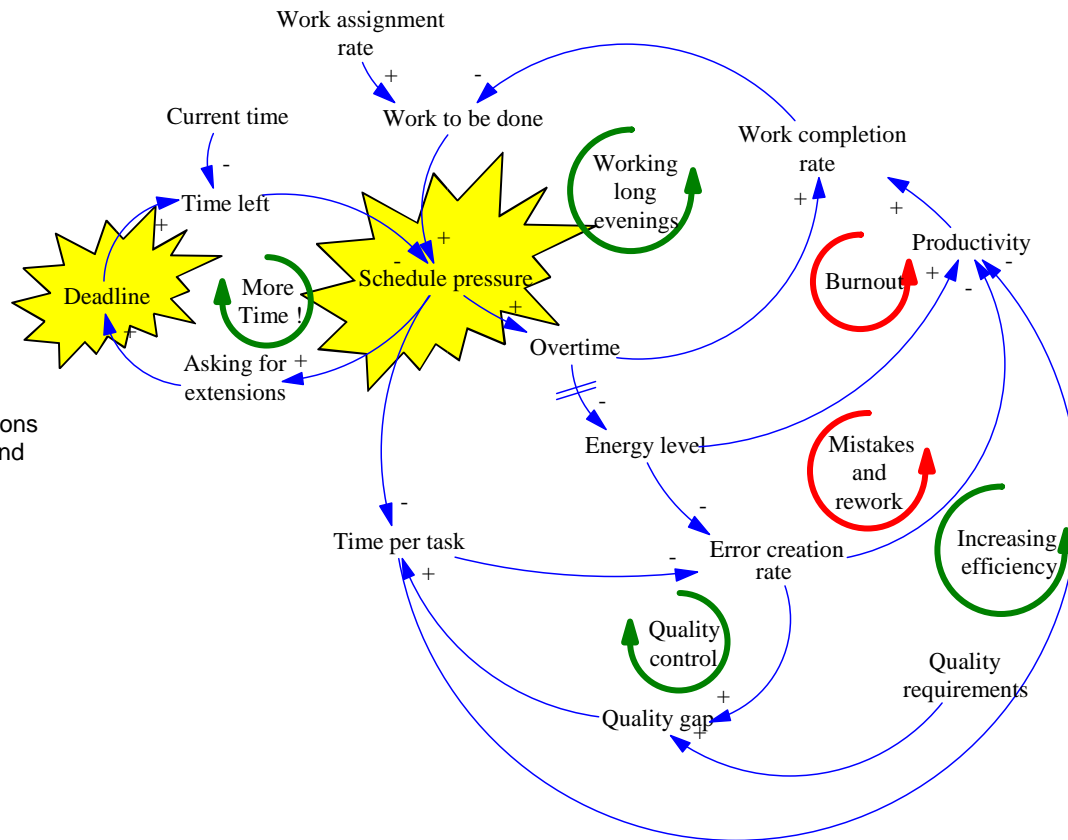 Work assignment
rate
+
-
Current time
Work to be done
Work completion
rate
-
Working
long
evenings
+
+
Time left
+
+
-
Productivity
Schedule pressure
+
-
-
Deadline
More
Time !
Burnout
+
+
Overtime
Asking for
extensions
+
-
ions
nd
Energy level
Mistakes
and
rework
-
-
Time per task
+
-
Error creation
rate
Increasing
efficiency
Quality
control
Quality
requirements
+
Quality gap
+